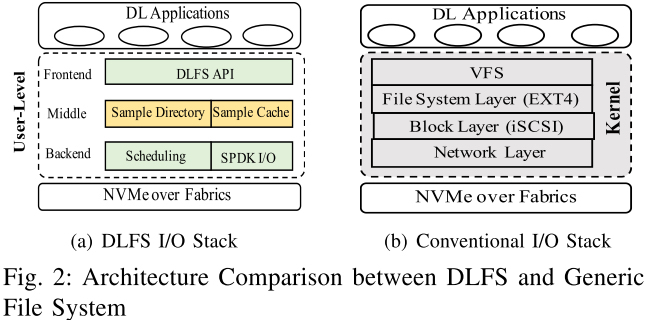 DL Applications
User-Level
Frontend
DLFS API
Middle
Sample Directory
Sample Cache
Backend
Scheduling
SPDK I/O
NVMe over Fabrics
(a) DLFS I/O Stack
DL Applications
VFS
File System Layer (EXT4)
Block Layer (iSCSI)
Network Layer
Kernel
NVMe over Fabrics
(b) Conventional I/O Stack
Fig. 2: Architecture Comparison between DLFS and Generic
File System